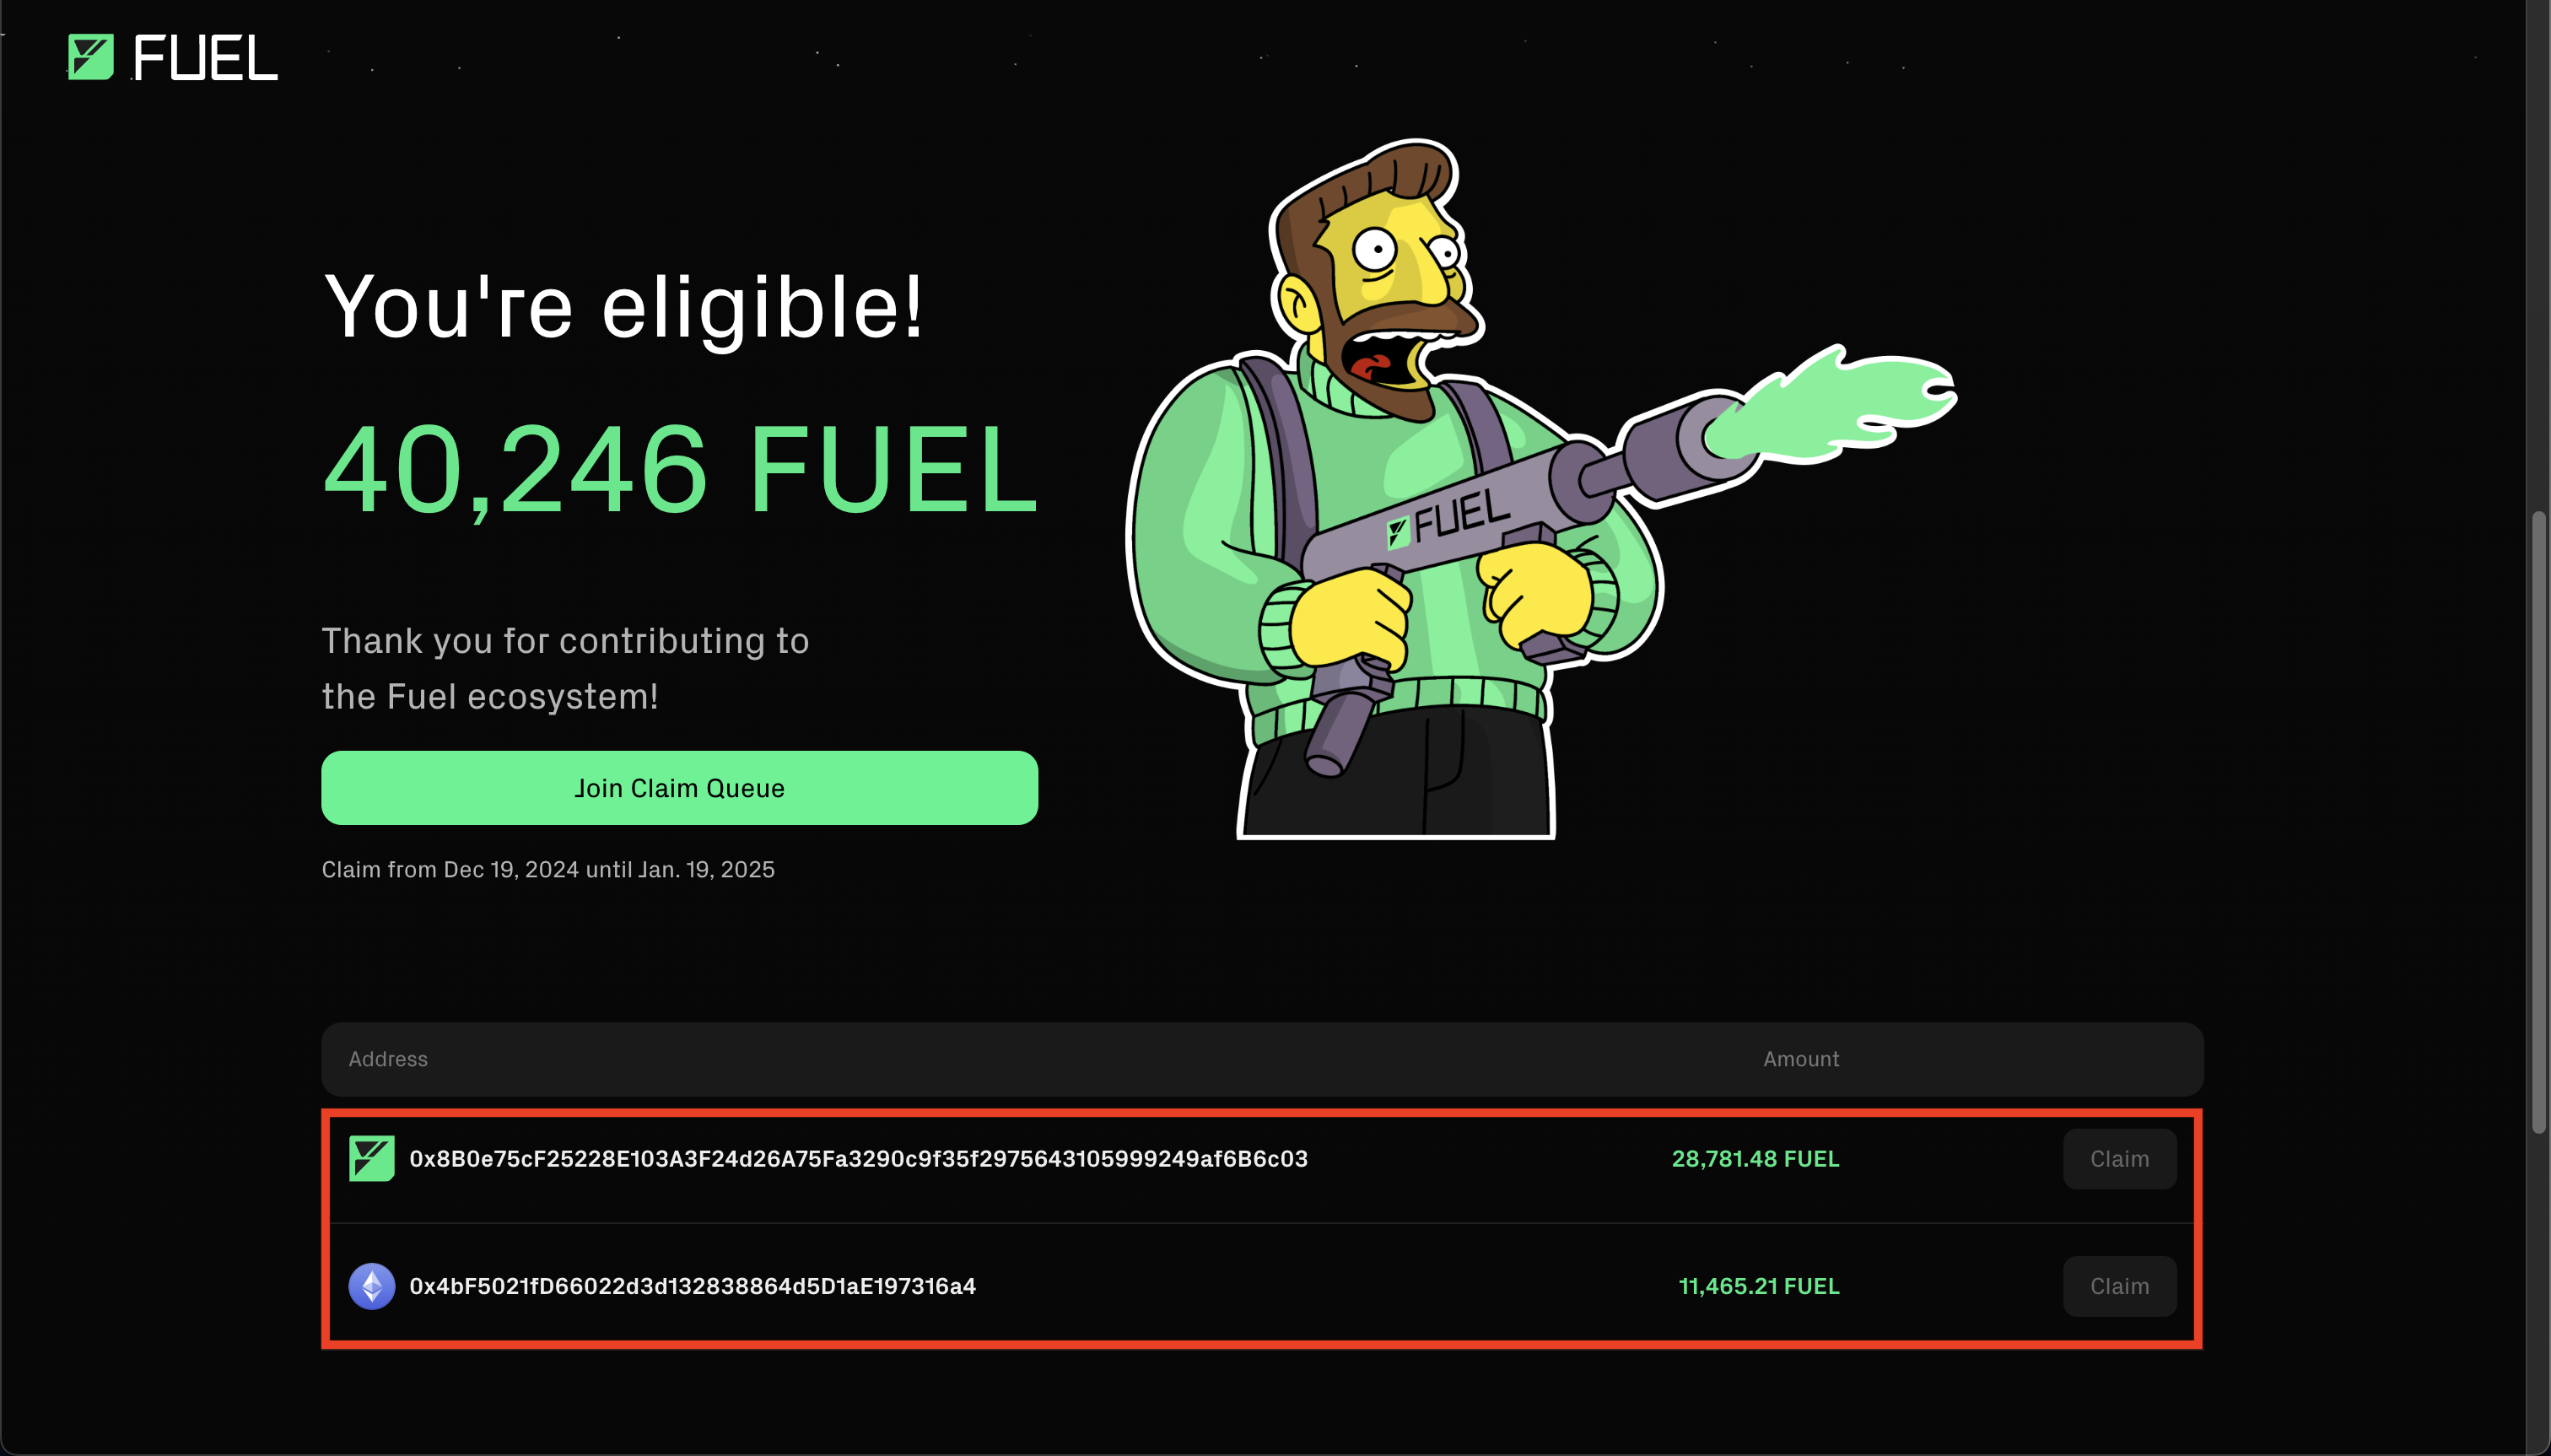 FUEL
You're eligible!
40,246 FUEL
FUEL
Thank you for contributing to
the Fuel ecosystem!
Join Claim Queue
Claim from Dec 19, 2024 until Jan. 19, 2025
Address Amount
0x8B0e75cF25228E103A3F24d26A75Fa3290c9f35f2975643105999249af6B6c03 28,781.48 FUEL Claim
0x4bF5021fD66022d3d132838864d5D1aE197316a4 11,465.21 FUEL Claim